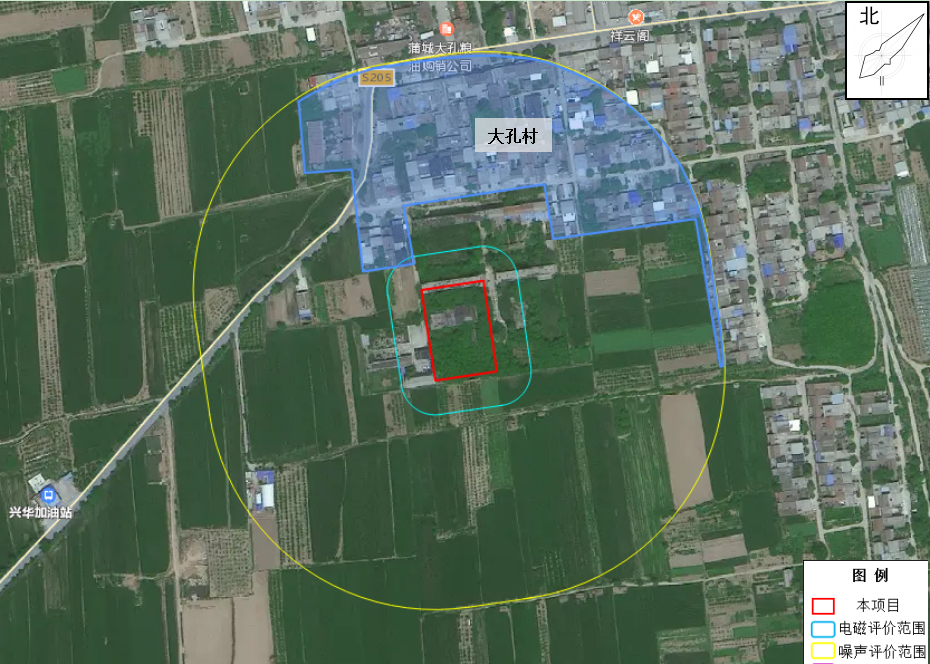 北
祥云阁
蒲城大孔粮
油购销公司
S205
大孔村
兴华加油站
图 例
本项目
电磁评价范围
噪声评价范围